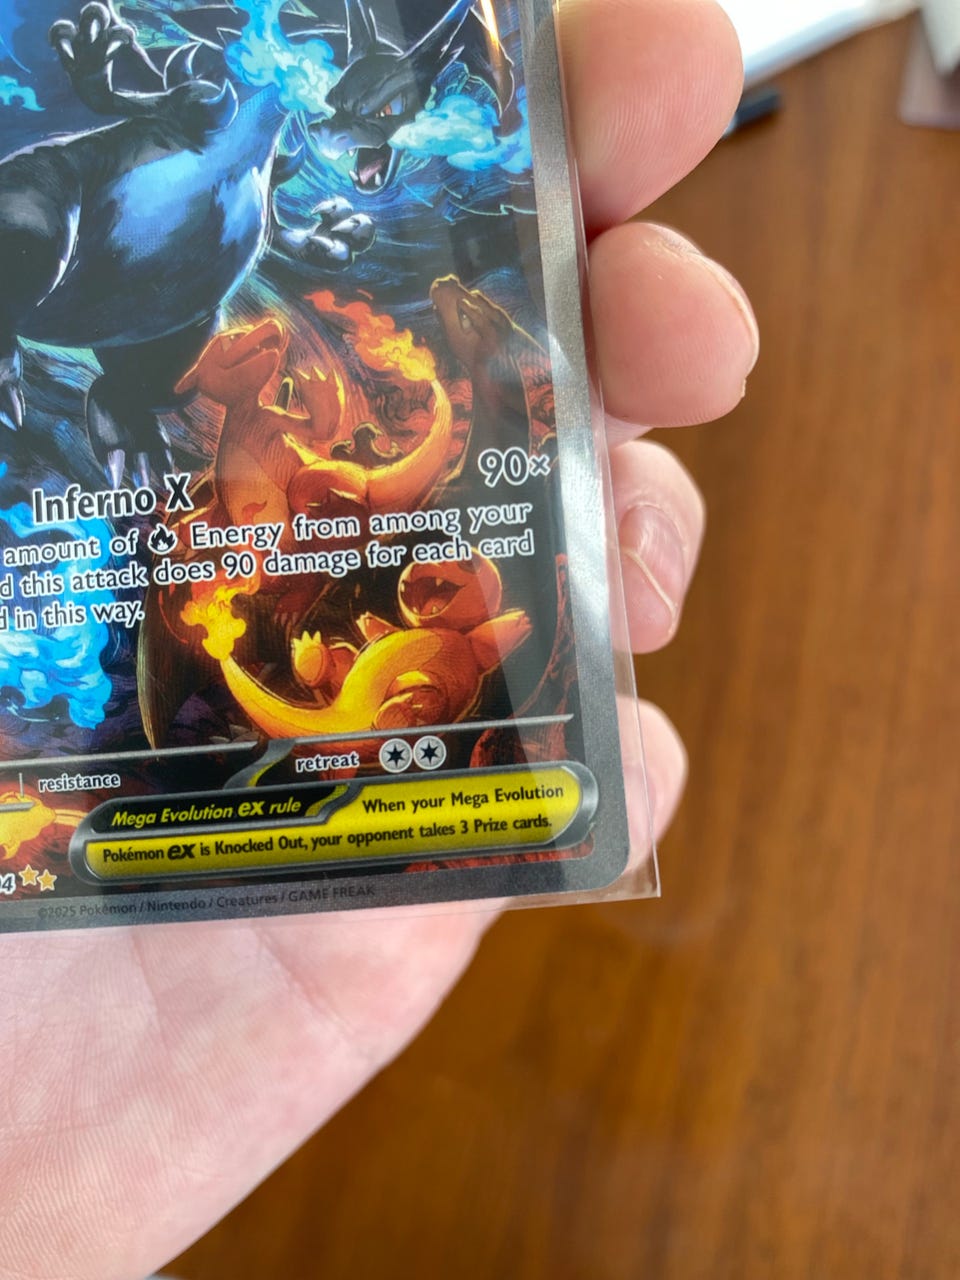 Inferno X 90×
amount of Energy from among your
d this attack does 90 damage for each card
d in this way.
resistance retreat
Mega Evolution ex rule When your Mega Evolution
Pokémon ex is Knocked Out, your opponent takes 3 Prize cards.
4
©2025 Pokémon / Nintendo / Creatures / GAME FREAK